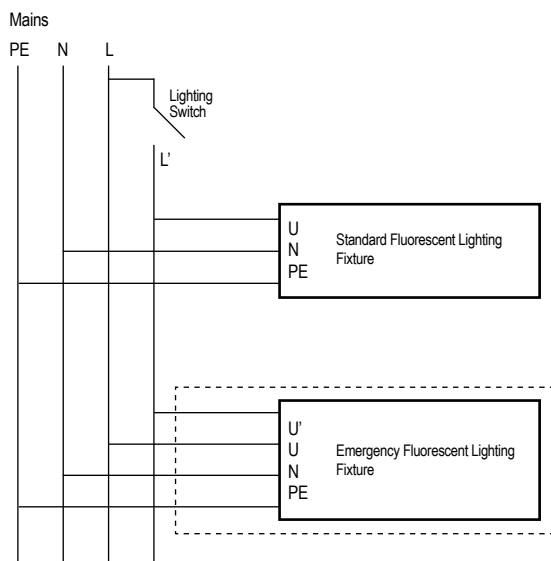 Mains
PE N L
Lighting
Switch
L'
U
N
PE
Standard Fluorescent Lighting
Fixture
U'
U
N
PE
Emergency Fluorescent Lighting
Fixture